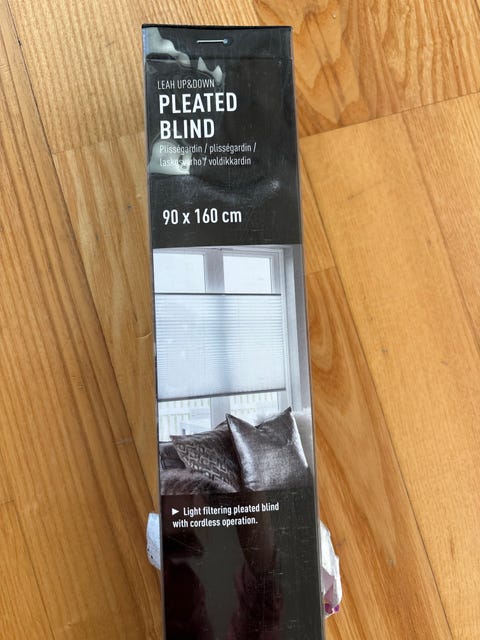 LEAH UP&DOWN
PLEATED
BLIND
Plisségardin / plisségardin /
laskosverho / voldikkardin
90 x 160 cm
► Light filtering pleated blind
with cordless operation.